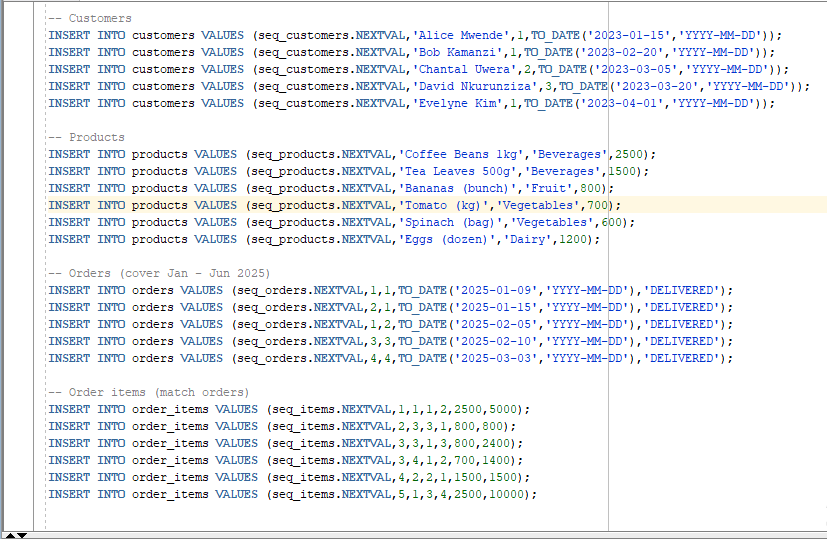 -- Customers
INSERT INTO customers VALUES (seq_customers.NEXTVAL,'Alice Mwende',1,TO_DATE('2023-01-15','YYYY-MM-DD'));
INSERT INTO customers VALUES (seq_customers.NEXTVAL,'Bob Kamanzi',1,TO_DATE('2023-02-20','YYYY-MM-DD'));
INSERT INTO customers VALUES (seq_customers.NEXTVAL,'Chantal Uwera',2,TO_DATE('2023-03-05','YYYY-MM-DD'));
INSERT INTO customers VALUES (seq_customers.NEXTVAL,'David Nkurunziza',3,TO_DATE('2023-03-20','YYYY-MM-DD'));
INSERT INTO customers VALUES (seq_customers.NEXTVAL,'Evelyne Kim',1,TO_DATE('2023-04-01','YYYY-MM-DD'));
-- Products
INSERT INTO products VALUES (seq_products.NEXTVAL,'Coffee Beans 1kg','Beverages',2500);
INSERT INTO products VALUES (seq_products.NEXTVAL,'Tea Leaves 500g','Beverages',1500);
INSERT INTO products VALUES (seq_products.NEXTVAL,'Bananas (bunch)','Fruit',800);
INSERT INTO products VALUES (seq_products.NEXTVAL,'Tomato (kg)','Vegetables',700);
INSERT INTO products VALUES (seq_products.NEXTVAL,'Spinach (bag)','Vegetables',600);
INSERT INTO products VALUES (seq_products.NEXTVAL,'Eggs (dozen)','Dairy',1200);
-- Orders (cover Jan - Jun 2025)
INSERT INTO orders VALUES (seq_orders.NEXTVAL,1,1,TO_DATE('2025-01-09','YYYY-MM-DD'),'DELIVERED');
INSERT INTO orders VALUES (seq_orders.NEXTVAL,2,1,TO_DATE('2025-01-15','YYYY-MM-DD'),'DELIVERED');
INSERT INTO orders VALUES (seq_orders.NEXTVAL,1,2,TO_DATE('2025-02-05','YYYY-MM-DD'),'DELIVERED');
INSERT INTO orders VALUES (seq_orders.NEXTVAL,3,3,TO_DATE('2025-02-10','YYYY-MM-DD'),'DELIVERED');
INSERT INTO orders VALUES (seq_orders.NEXTVAL,4,4,TO_DATE('2025-03-03','YYYY-MM-DD'),'DELIVERED');
-- Order items (match orders)
INSERT INTO order_items VALUES (seq_items.NEXTVAL,1,1,1,2,2500,5000);
INSERT INTO order_items VALUES (seq_items.NEXTVAL,2,3,3,1,800,800);
INSERT INTO order_items VALUES (seq_items.NEXTVAL,3,3,1,3,800,2400);
INSERT INTO order_items VALUES (seq_items.NEXTVAL,3,4,1,2,700,1400);
INSERT INTO order_items VALUES (seq_items.NEXTVAL,4,2,2,1,1500,1500);
INSERT INTO order_items VALUES (seq_items.NEXTVAL,5,1,3,4,2500,10000);